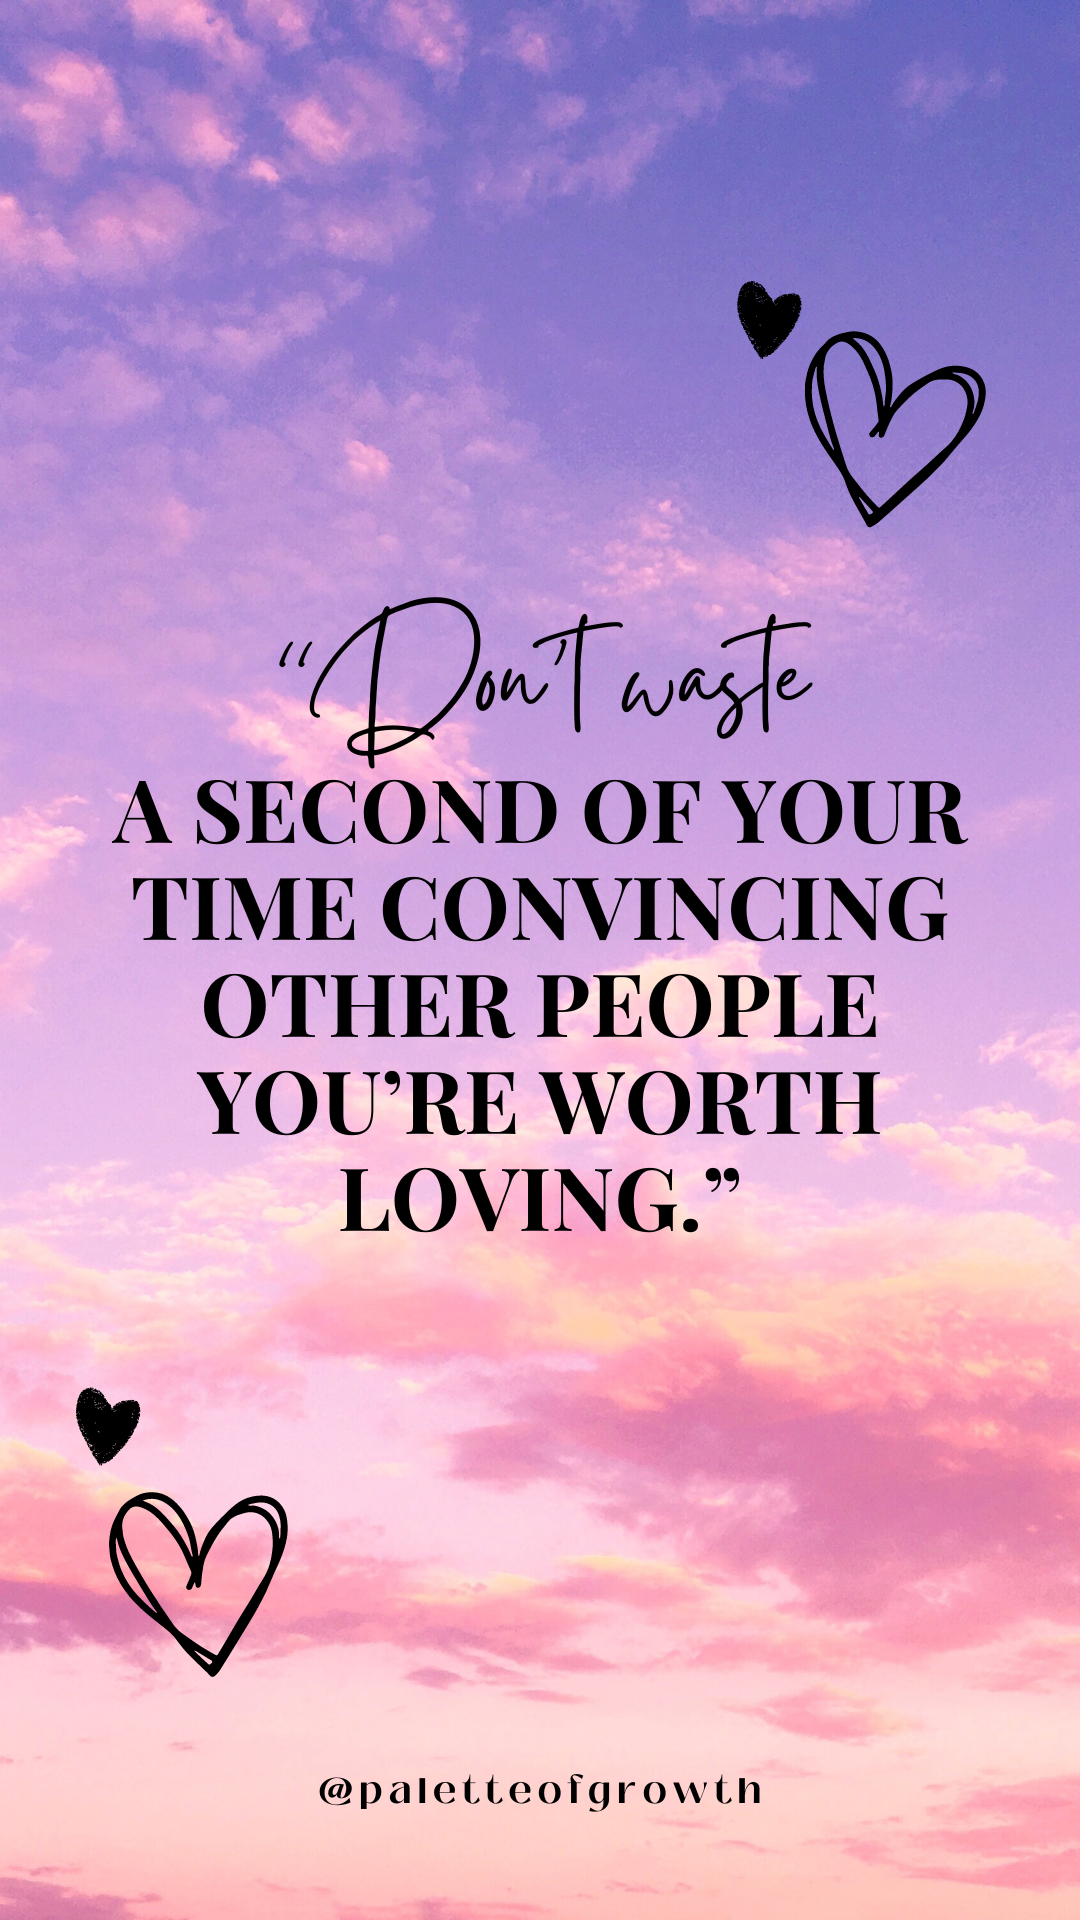 “Don’t waste
A SECOND OF YOUR
TIME CONVINCING
OTHER PEOPLE
YOU’RE WORTH
LOVING.”
@paletteofgrowth